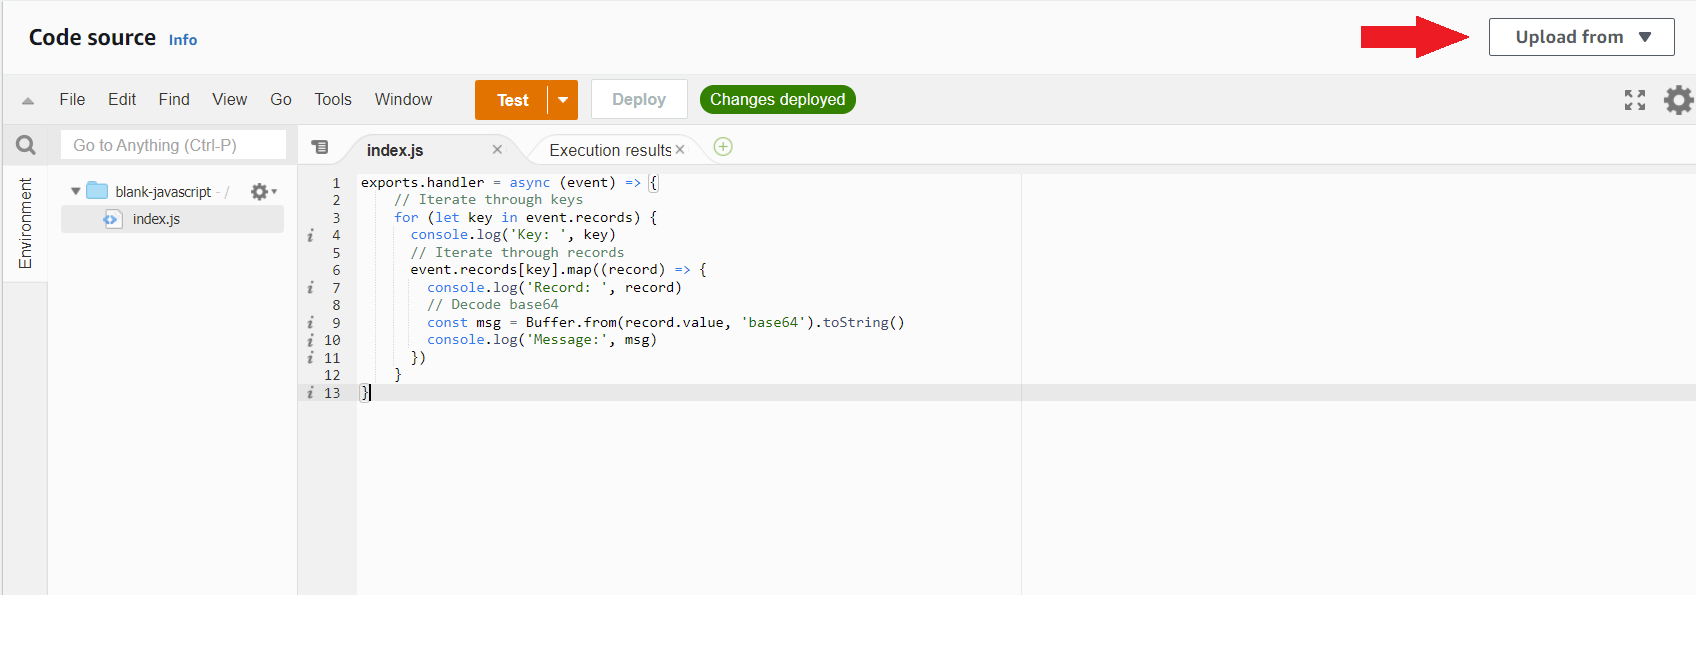 Code source Info
Upload from
File Edit Find View Go Tools Window Test Deploy Changes deployed
Go to Anything (Ctrl-P)
index.js Execution results
Environment
blank-javascript - /
index.js
1 exports.handler = async (event) => {
2 // Iterate through keys
3 for (let key in event.records) {
i 4 console.log('Key: ', key)
5 // Iterate through records
6 event.records[key].map((record) => {
i 7 console.log('Record: ', record)
8 // Decode base64
i 9 const msg = Buffer.from(record.value, 'base64').toString()
i 10 console.log('Message:', msg)
i 11 })
12 }
i 13 }